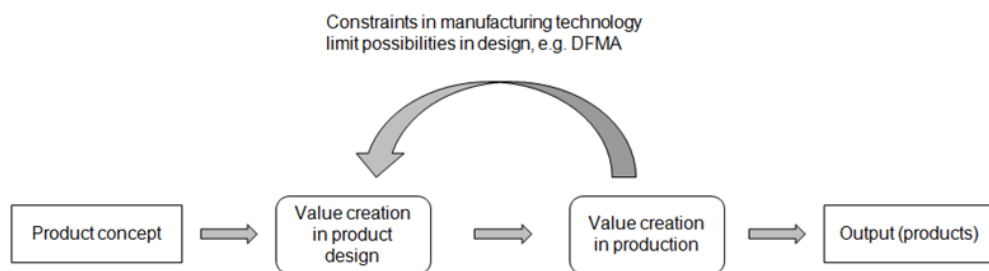 Constraints in manufacturing technology
limit possibilities in design, e.g. DFMA
Product concept
Value creation
in product
design
Value creation
in production
Output (products)